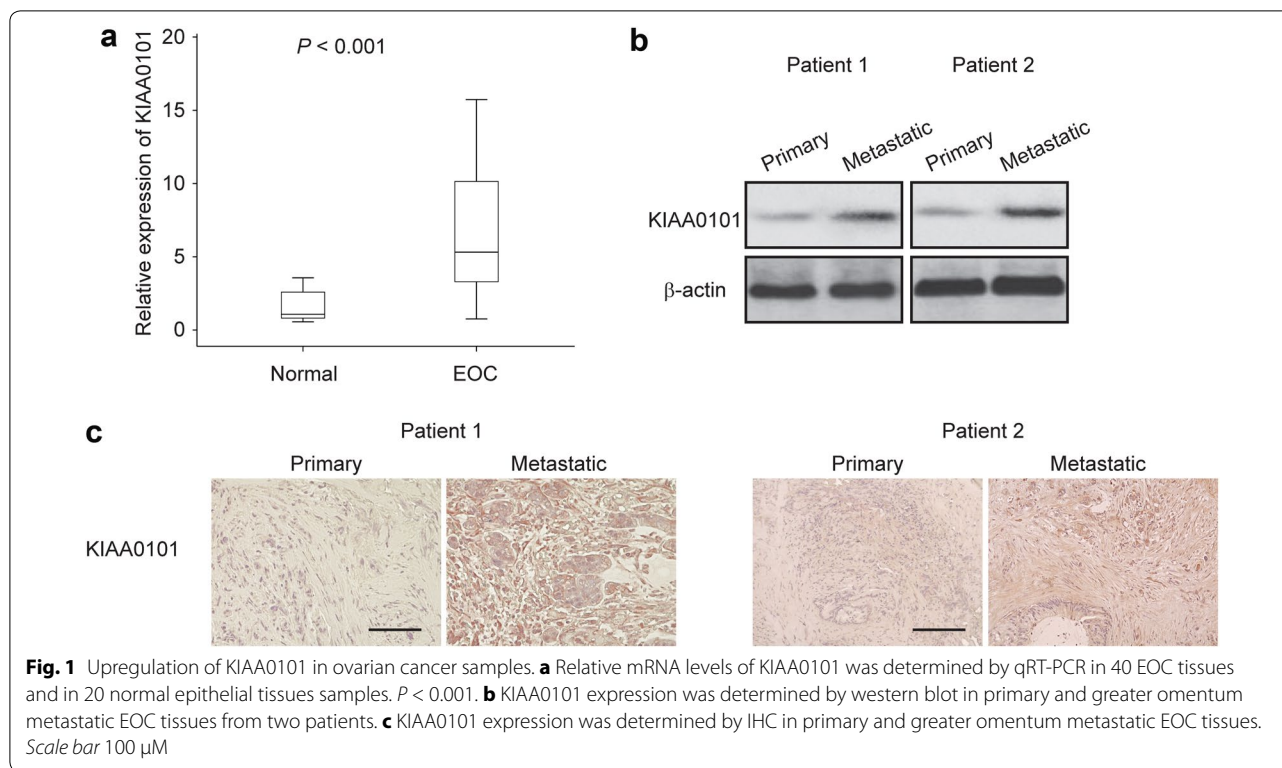 a
20
P < 0.001
15
10
5
0
Relative expression of KIAA0101
Normal
EOC
b
Patient 1
Patient 2
Primary
Metastatic
Primary
Metastatic
KIAA0101
β-actin
c
Patient 1
Patient 2
Primary
Metastatic
Primary
Metastatic
KIAA0101
Fig. 1 Upregulation of KIAA0101 in ovarian cancer samples. a Relative mRNA levels of KIAA0101 was determined by qRT-PCR in 40 EOC tissues
and in 20 normal epithelial tissues samples. P < 0.001. b KIAA0101 expression was determined by western blot in primary and greater omentum
metastatic EOC tissues from two patients. c KIAA0101 expression was determined by IHC in primary and greater omentum metastatic EOC tissues.
Scale bar 100 μM